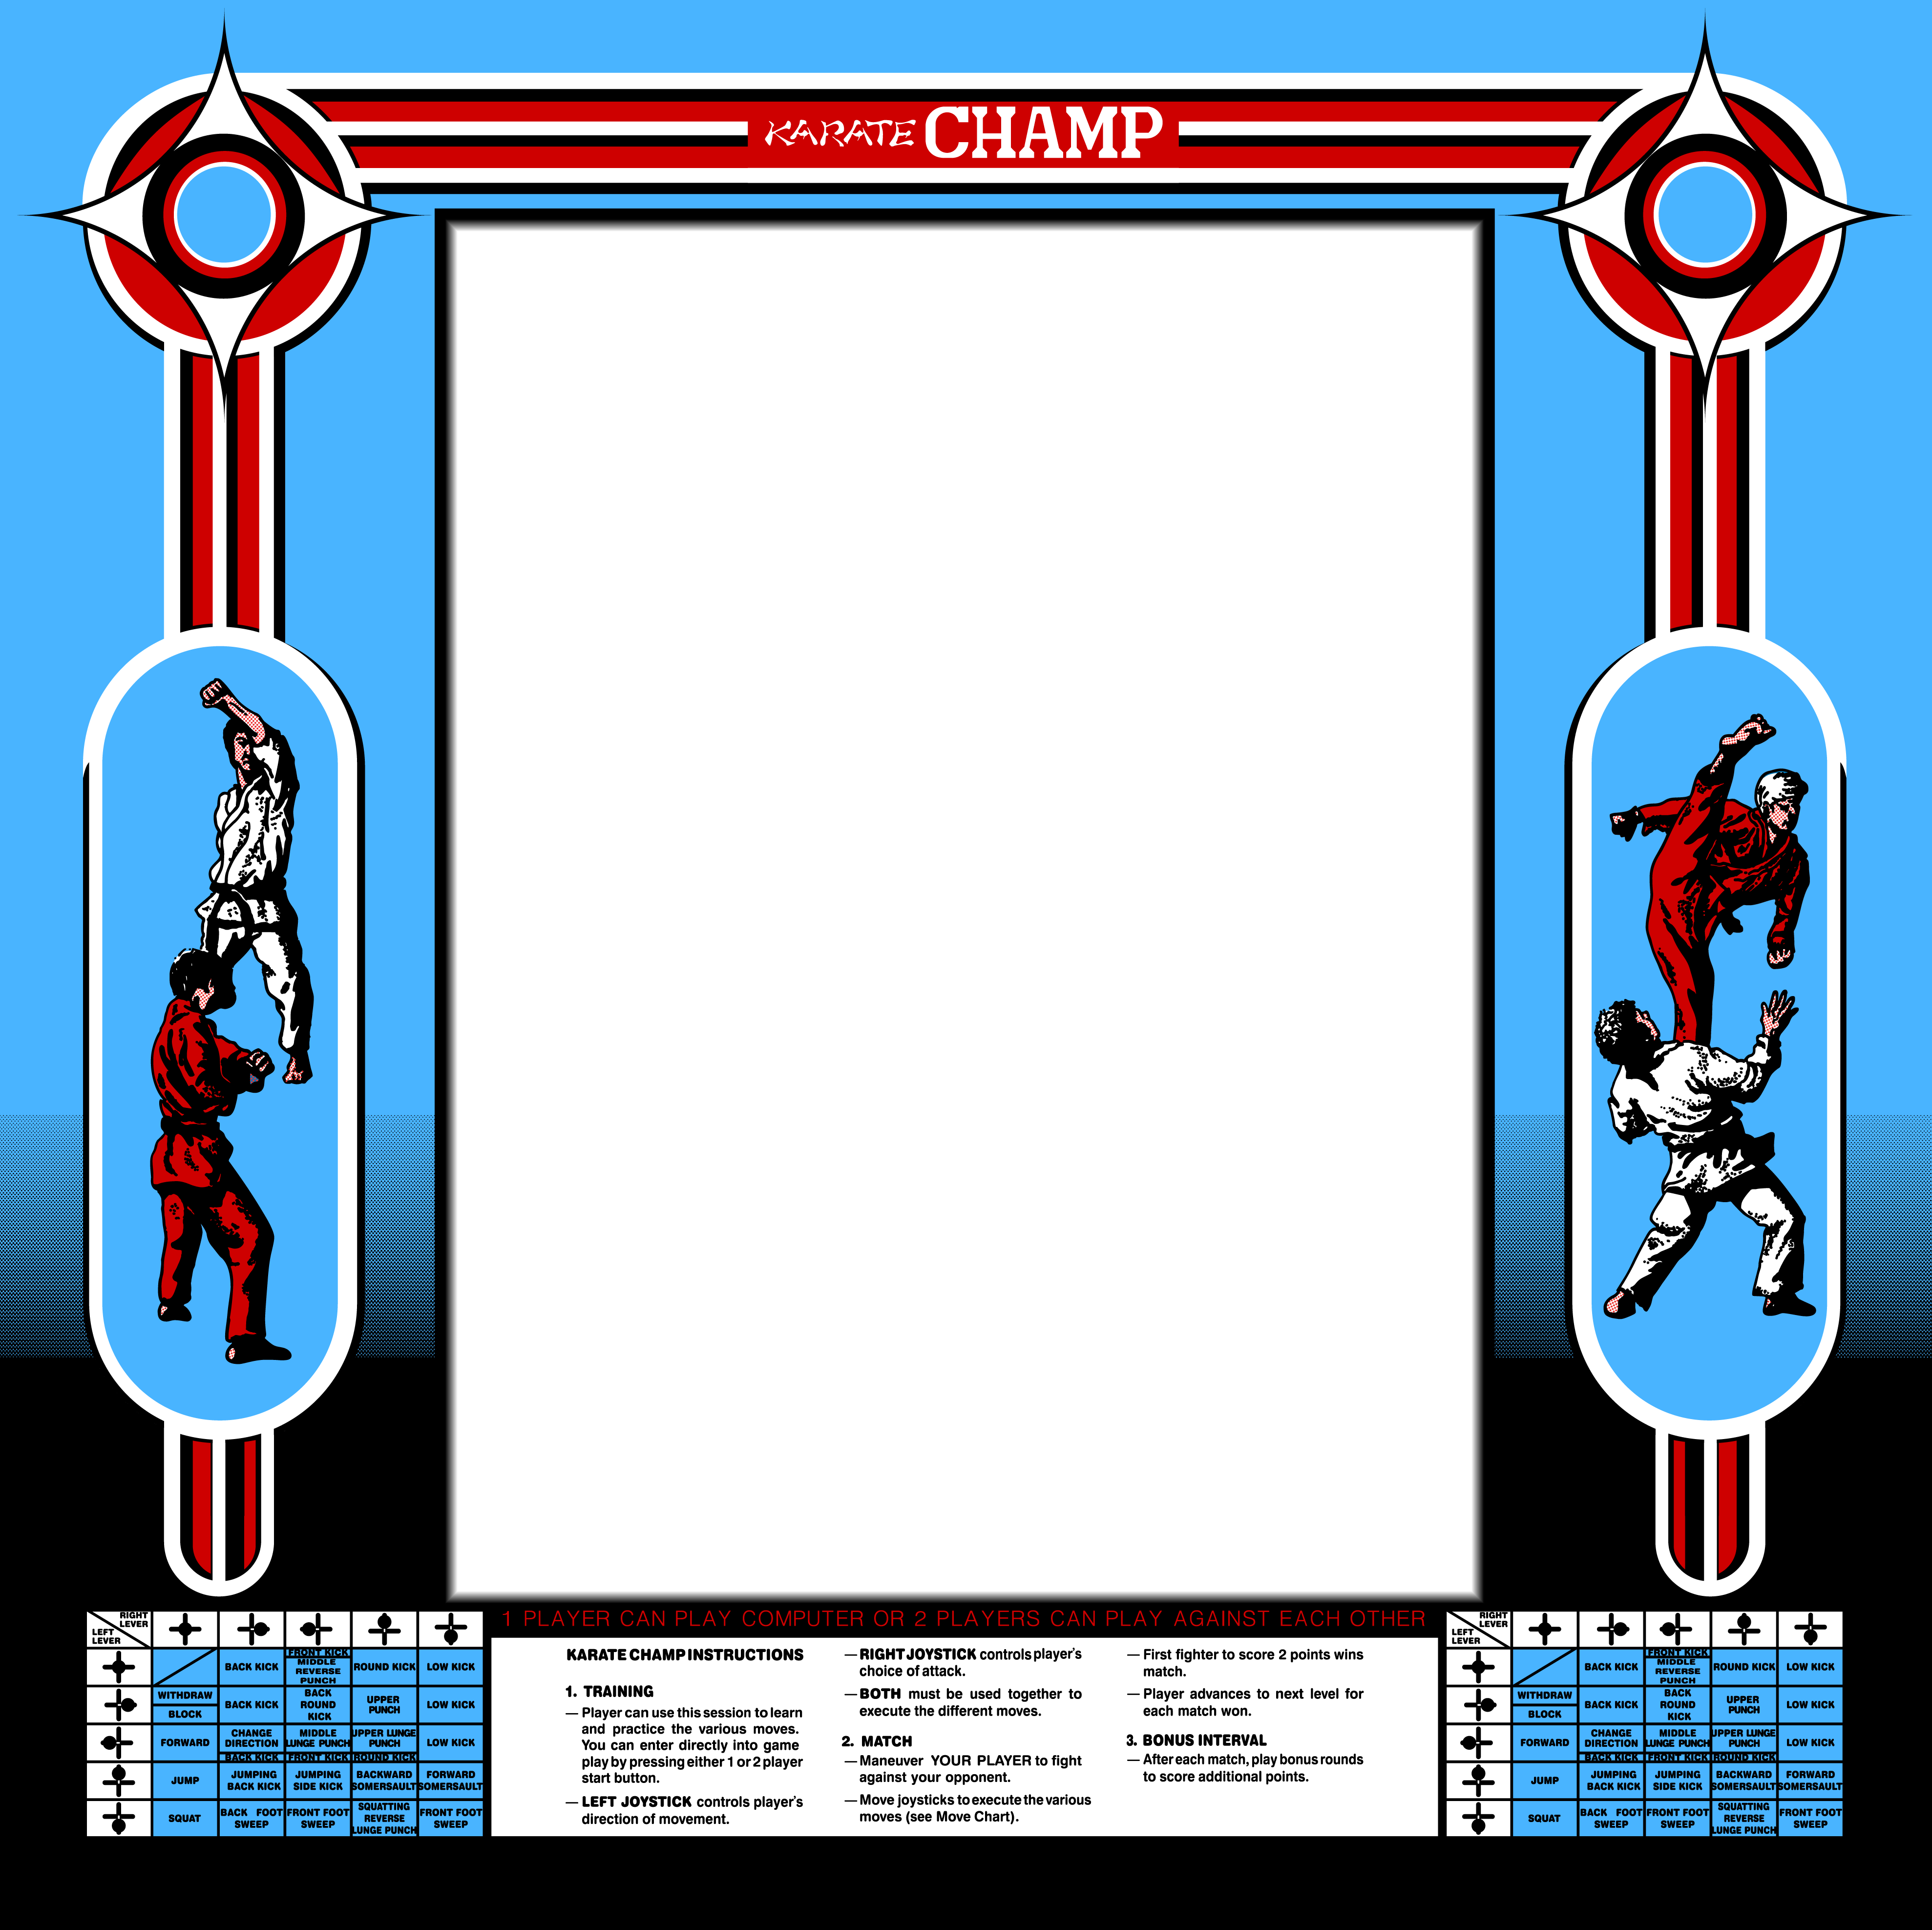 KARATE CHAMP
1 PLAYER CAN PLAY COMPUTER OR 2 PLAYERS CAN PLAY AGAINST EACH OTHER
RIGHT
LEVER
LEFT
LEVER
FRONT KICK
BACK KICK
MIDDLE
REVERSE
PUNCH
ROUND KICK
LOW KICK
WITHDRAW
BLOCK
BACK KICK
BACK
ROUND
KICK
UPPER
PUNCH
LOW KICK
FORWARD
CHANGE
DIRECTION
BACK KICK
MIDDLE
LUNGE PUNCH
FRONT KICK
UPPER LUNGE
PUNCH
ROUND KICK
LOW KICK
JUMP
JUMPING
BACK KICK
JUMPING
SIDE KICK
BACKWARD
SOMERSAULT
FORWARD
SOMERSAULT
SQUAT
BACK FOOT
SWEEP
FRONT FOOT
SWEEP
SQUATTING
REVERSE
LUNGE PUNCH
FRONT FOOT
SWEEP
KARATE CHAMP INSTRUCTIONS
1. TRAINING
— Player can use this session to learn
and practice the various moves.
You can enter directly into game
play by pressing either 1 or 2 player
start button.
— LEFT JOYSTICK controls player's
direction of movement.
— RIGHT JOYSTICK controls player's
choice of attack.
— BOTH must be used together to
execute the different moves.
2. MATCH
— Maneuver YOUR PLAYER to fight
against your opponent.
— Move joysticks to execute the various
moves (see Move Chart).
— First fighter to score 2 points wins
match.
— Player advances to next level for
each match won.
3. BONUS INTERVAL
— After each match, play bonus rounds
to score additional points.
RIGHT
LEVER
LEFT
LEVER
FRONT KICK
BACK KICK
MIDDLE
REVERSE
PUNCH
ROUND KICK
LOW KICK
WITHDRAW
BLOCK
BACK KICK
BACK
ROUND
KICK
UPPER
PUNCH
LOW KICK
FORWARD
CHANGE
DIRECTION
BACK KICK
MIDDLE
LUNGE PUNCH
FRONT KICK
UPPER LUNGE
PUNCH
ROUND KICK
LOW KICK
JUMP
JUMPING
BACK KICK
JUMPING
SIDE KICK
BACKWARD
SOMERSAULT
FORWARD
SOMERSAULT
SQUAT
BACK FOOT
SWEEP
FRONT FOOT
SWEEP
SQUATTING
REVERSE
LUNGE PUNCH
FRONT FOOT
SWEEP